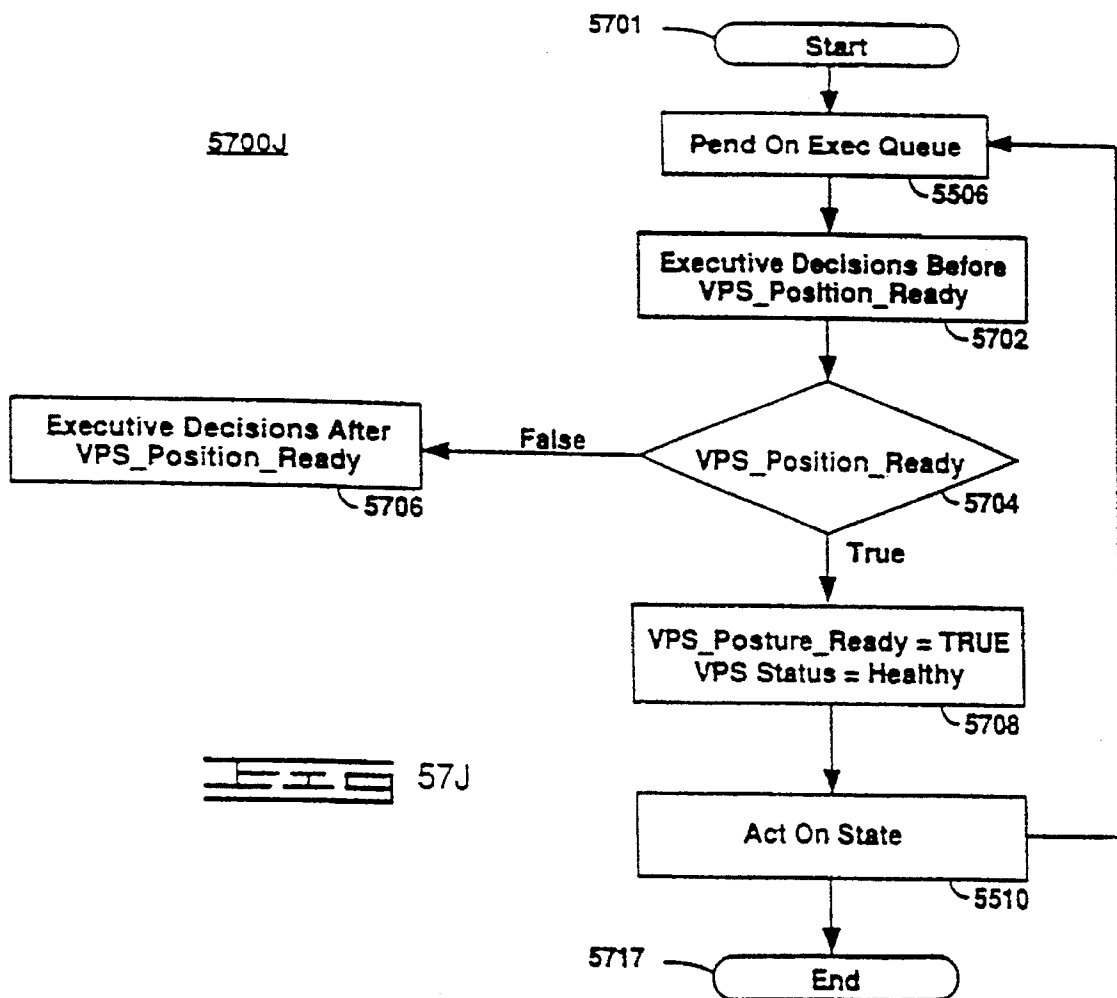 5701
Start
5700J
Pend On Exec Queue
5506
Executive Decisions Before
VPS_Position_Ready
5702
Executive Decisions After
VPS_Position_Ready
5706
False
VPS_Position_Ready
5704
True
VPS_Posture_Ready = TRUE
VPS Status = Healthy
5708
57J
Act On State
5510
5717
End